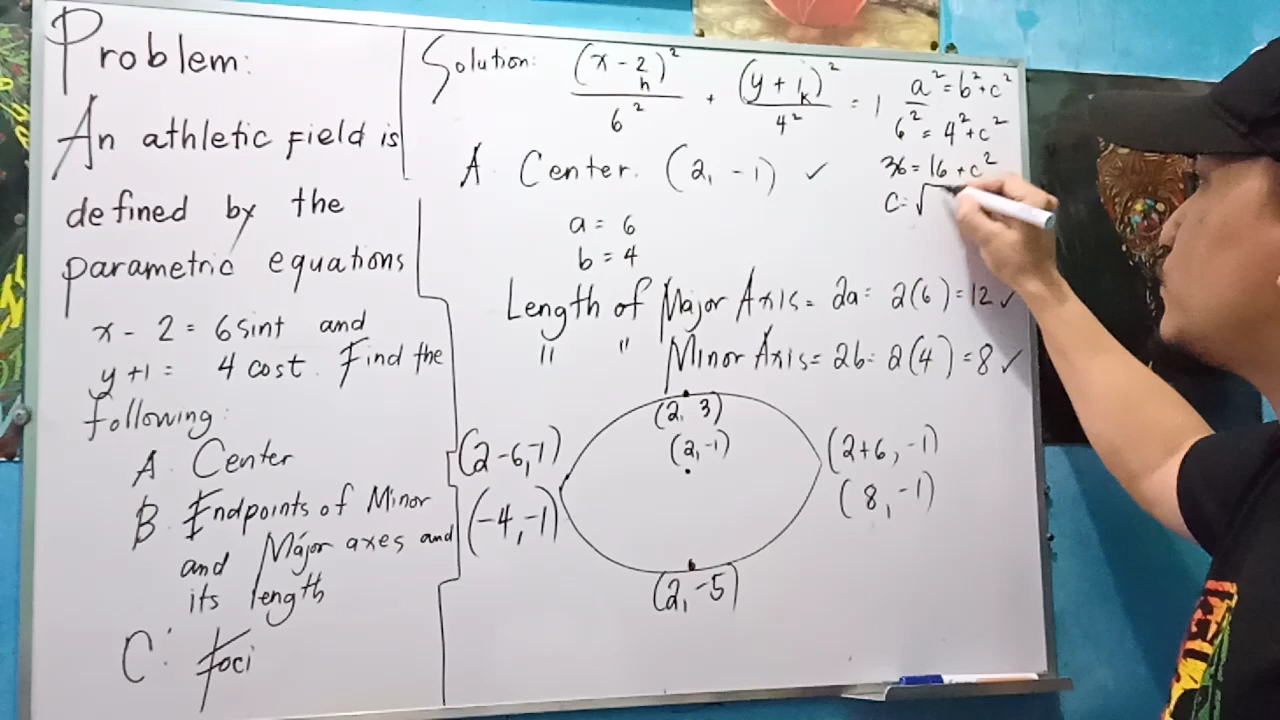 Problem:
An athletic field is
defined by the
parametric equations
x - 2 = 6 sint and
y + 1 = 4 cost. Find the
following:
A. Center
B. Endpoints of Minor
and Major axes and
its length
C. Foci
Solution: (x - 2)²/6² + (y + 1)²/4² = 1
h k
A. Center. (2, -1) ✓
a = 6
b = 4
Length of Major Axis = 2a = 2(6) = 12 ✓
" " Minor Axis = 2b = 2(4) = 8 ✓
a² = b² + c²
6² = 4² + c²
36 = 16 + c²
c = √
(2, 3)
(2, -1)
(2-6, -1)
(-4, -1)
(2+6, -1)
(8, -1)
(2, -5)